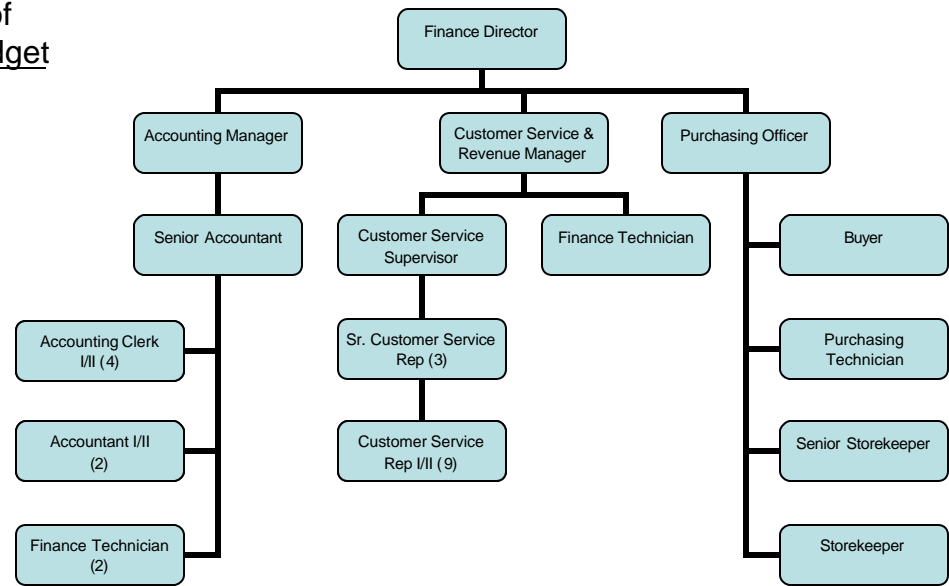 of
Finance Director
Accounting Manager
Customer Service &
Revenue Manager
Purchasing Officer
Senior Accountant
Customer Service
Supervisor
Finance Technician
Buyer
Accounting Clerk
I/II (4)
Sr. Customer Service
Rep (3)
Purchasing
Technician
Accountant I/II
(2)
Customer Service
Rep I/II (9)
Senior Storekeeper
Finance Technician
(2)
Storekeeper